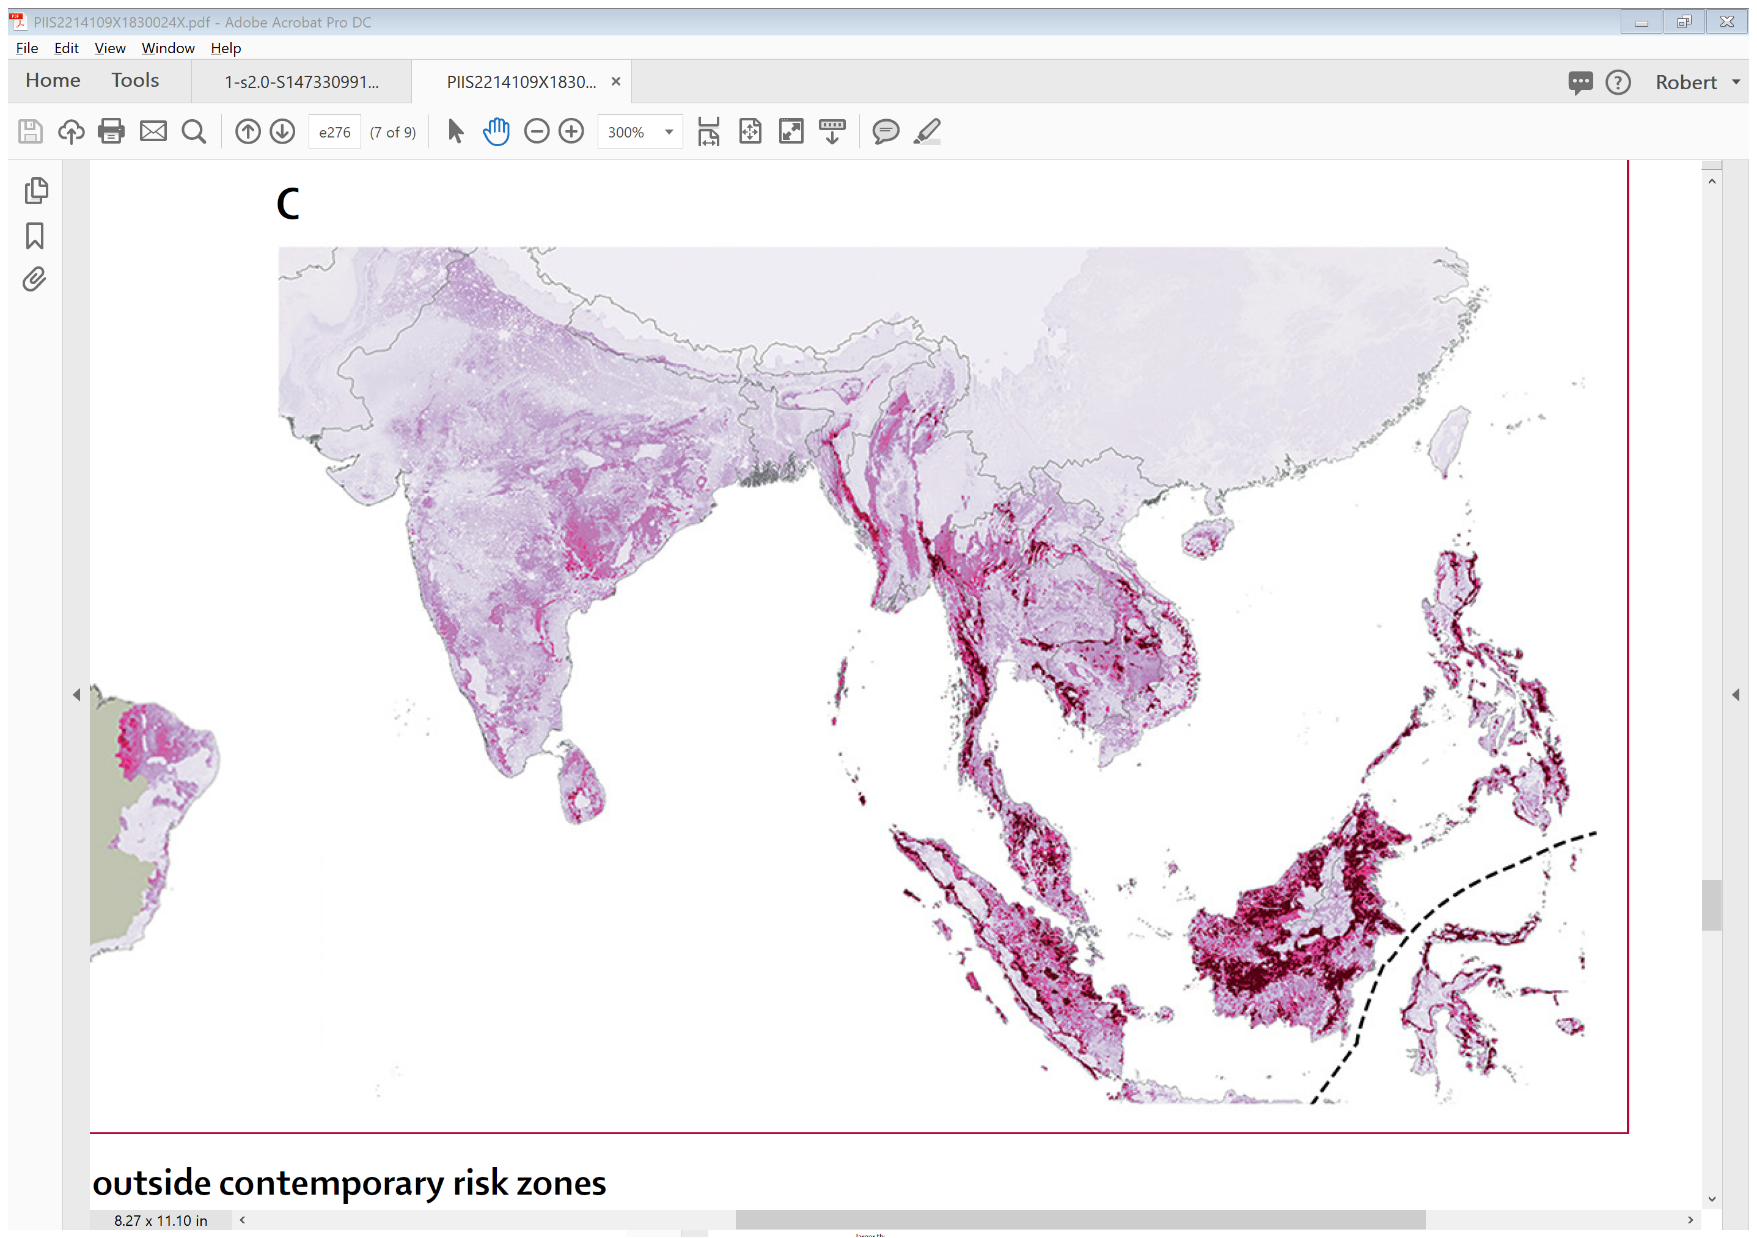 PIIS2214109X1830024X.pdf - Adobe Acrobat Pro DC
File Edit View Window Help
Home Tools 1-s2.0-S147330991... PIIS2214109X1830... × Robert
e276 (7 of 9) 300%
C
outside contemporary risk zones
8.27 x 11.10 in